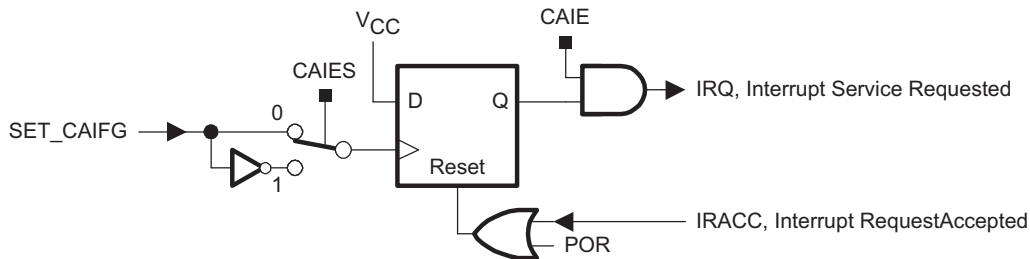 VCC
CAIE
CAIES
D
Q
IRQ, Interrupt Service Requested
0
SET_CAIFG
Reset
1
IRACC, Interrupt RequestAccepted
POR